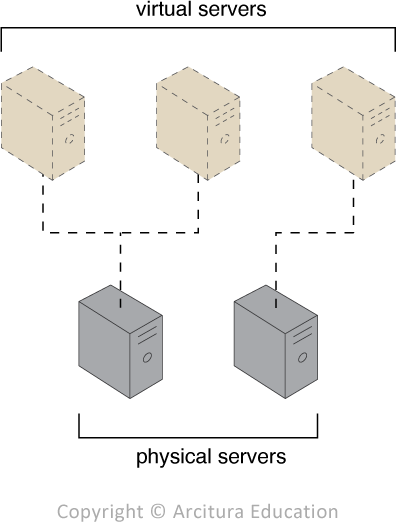 virtual servers
physical servers
Copyright © Arcitura Education